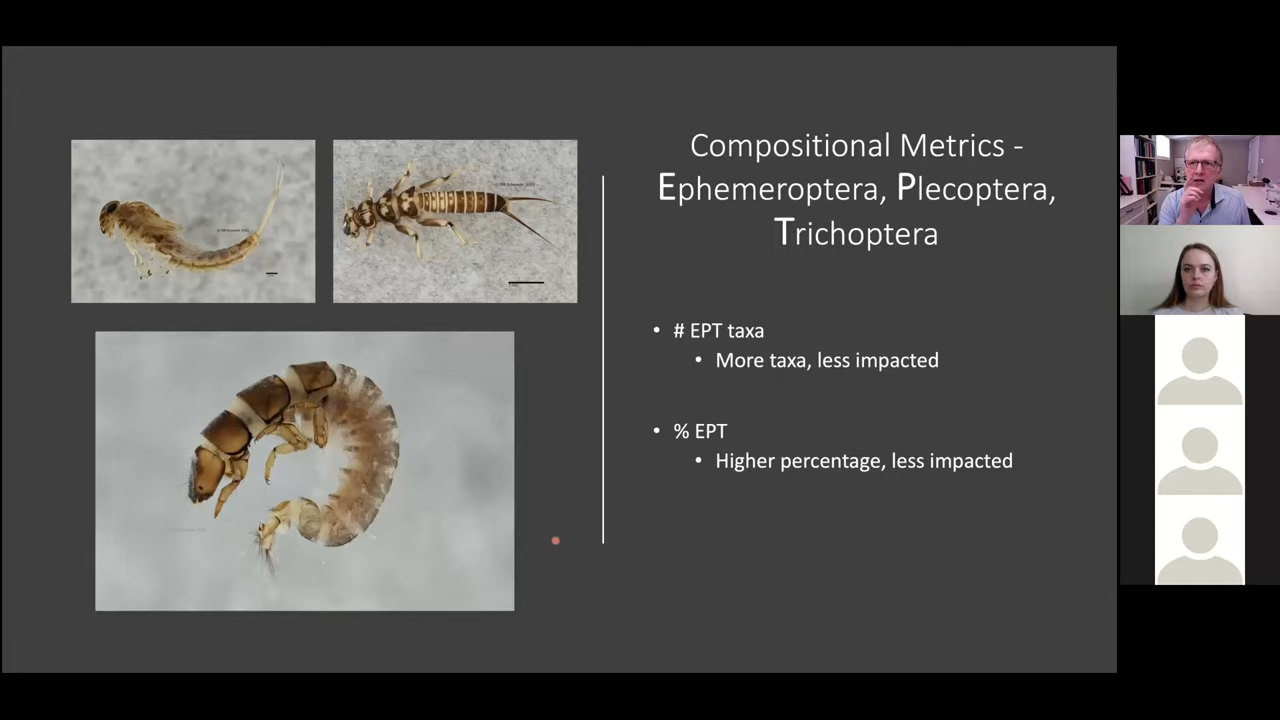 Compositional Metrics -
Ephemeroptera, Plecoptera,
Trichoptera
• # EPT taxa
• More taxa, less impacted
• % EPT
• Higher percentage, less impacted